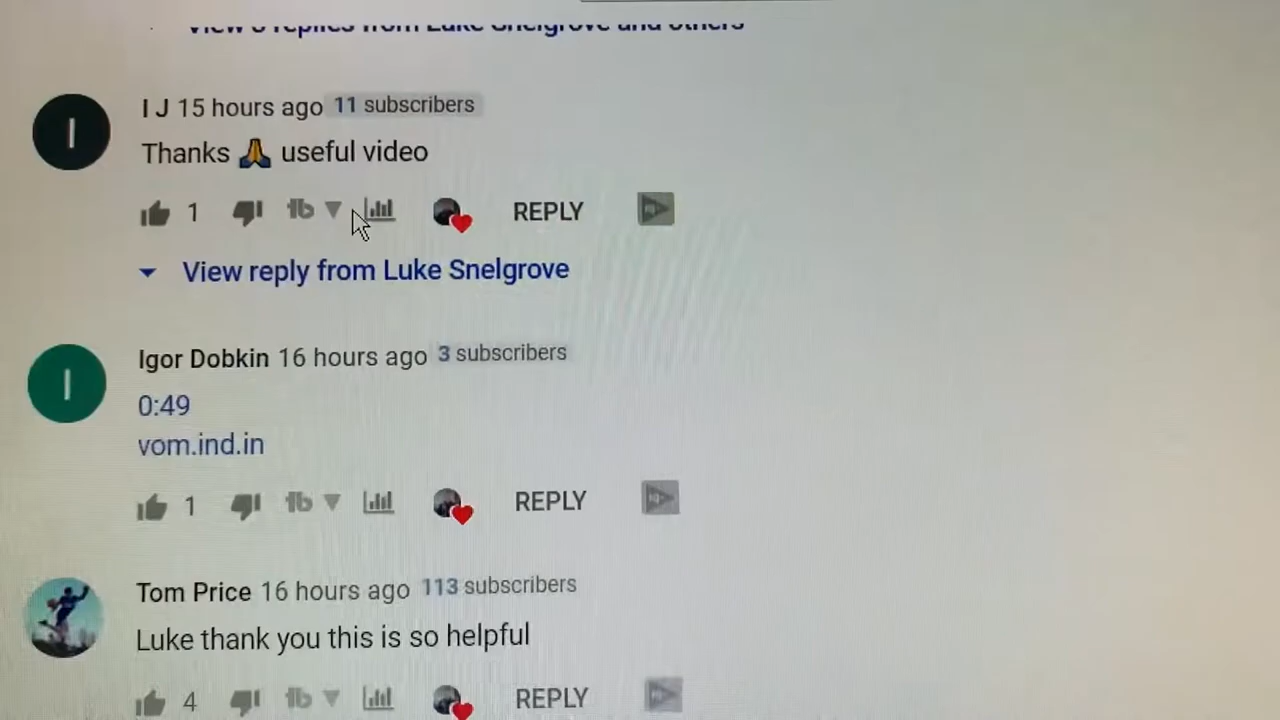 View 8 replies from Luke Snelgrove and others
I J 15 hours ago 11 subscribers
Thanks 🙏 useful video
1 REPLY
View reply from Luke Snelgrove
Igor Dobkin 16 hours ago 3 subscribers
0:49
vom.ind.in
1 REPLY
Tom Price 16 hours ago 113 subscribers
Luke thank you this is so helpful
4 REPLY